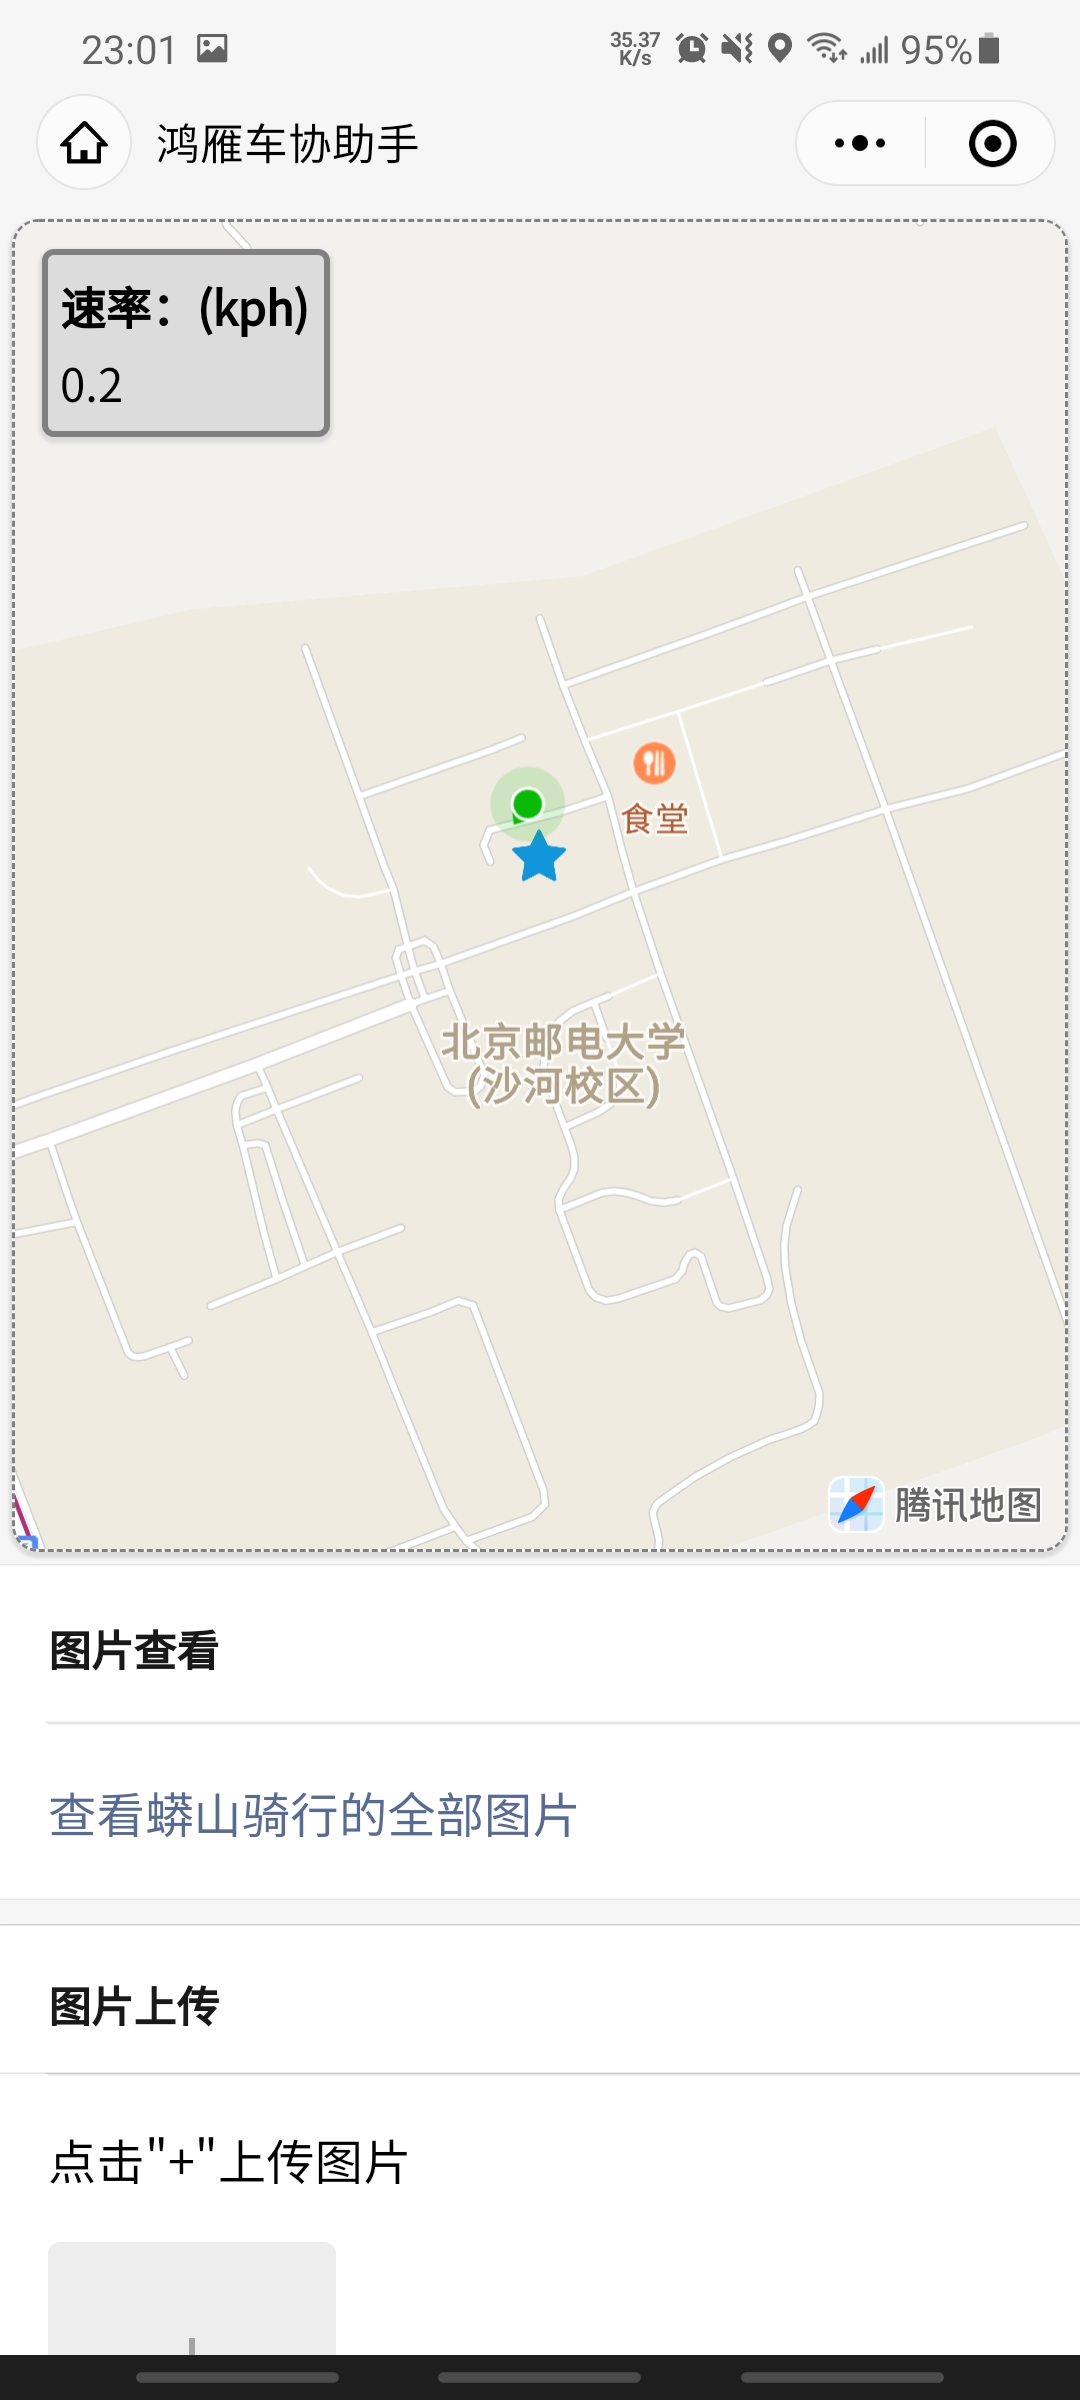 23:01
35.37
K/s
95%
鸿雁车协助手
速率：(kph)
0.2
食堂
北京邮电大学
(沙河校区)
腾讯地图
图片查看
查看蟒山骑行的全部图片
图片上传
点击"+"上传图片